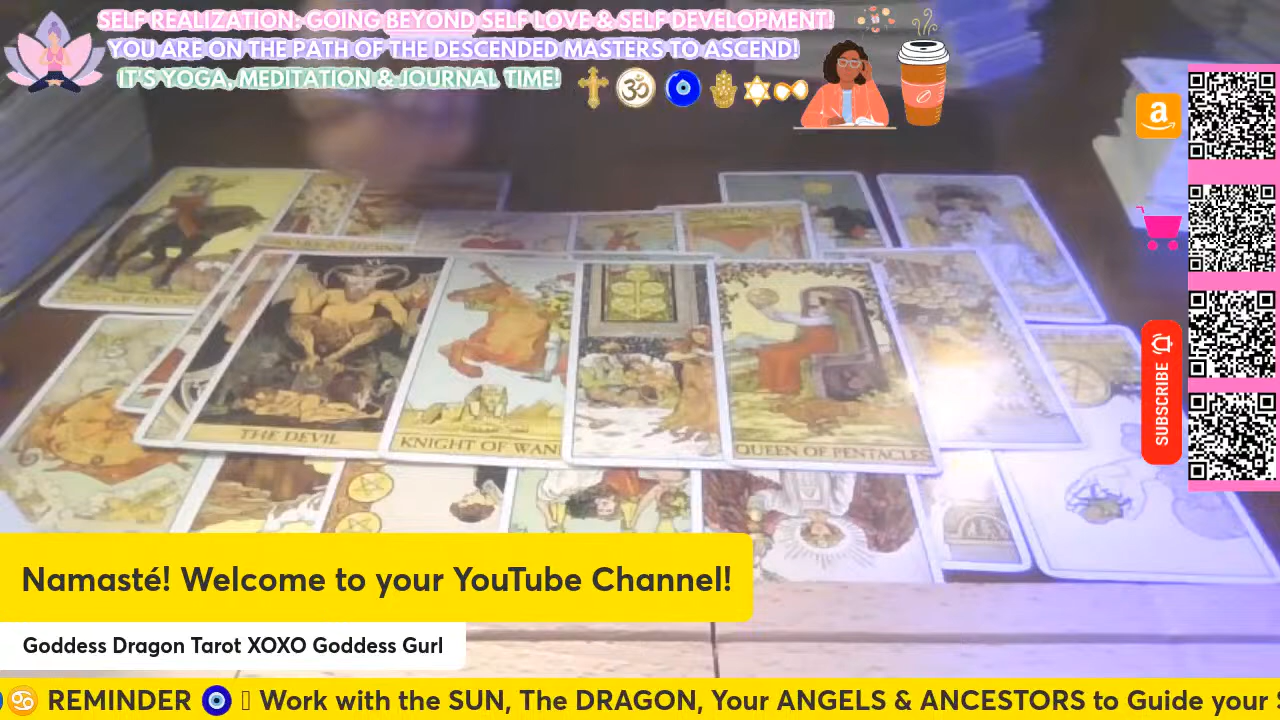 SELF REALIZATION: GOING BEYOND SELF LOVE & SELF DEVELOPMENT!
YOU ARE ON THE PATH OF THE DESCENDED MASTERS TO ASCEND!
IT'S YOGA, MEDITATION & JOURNAL TIME!
a
SUBSCRIBE
XV
THE DEVIL
KNIGHT OF WAN
QUEEN OF PENTACLES
Namasté! Welcome to your YouTube Channel!
Goddess Dragon Tarot XOXO Goddess Gurl
REMINDER Work with the SUN, The DRAGON, Your ANGELS & ANCESTORS to Guide your